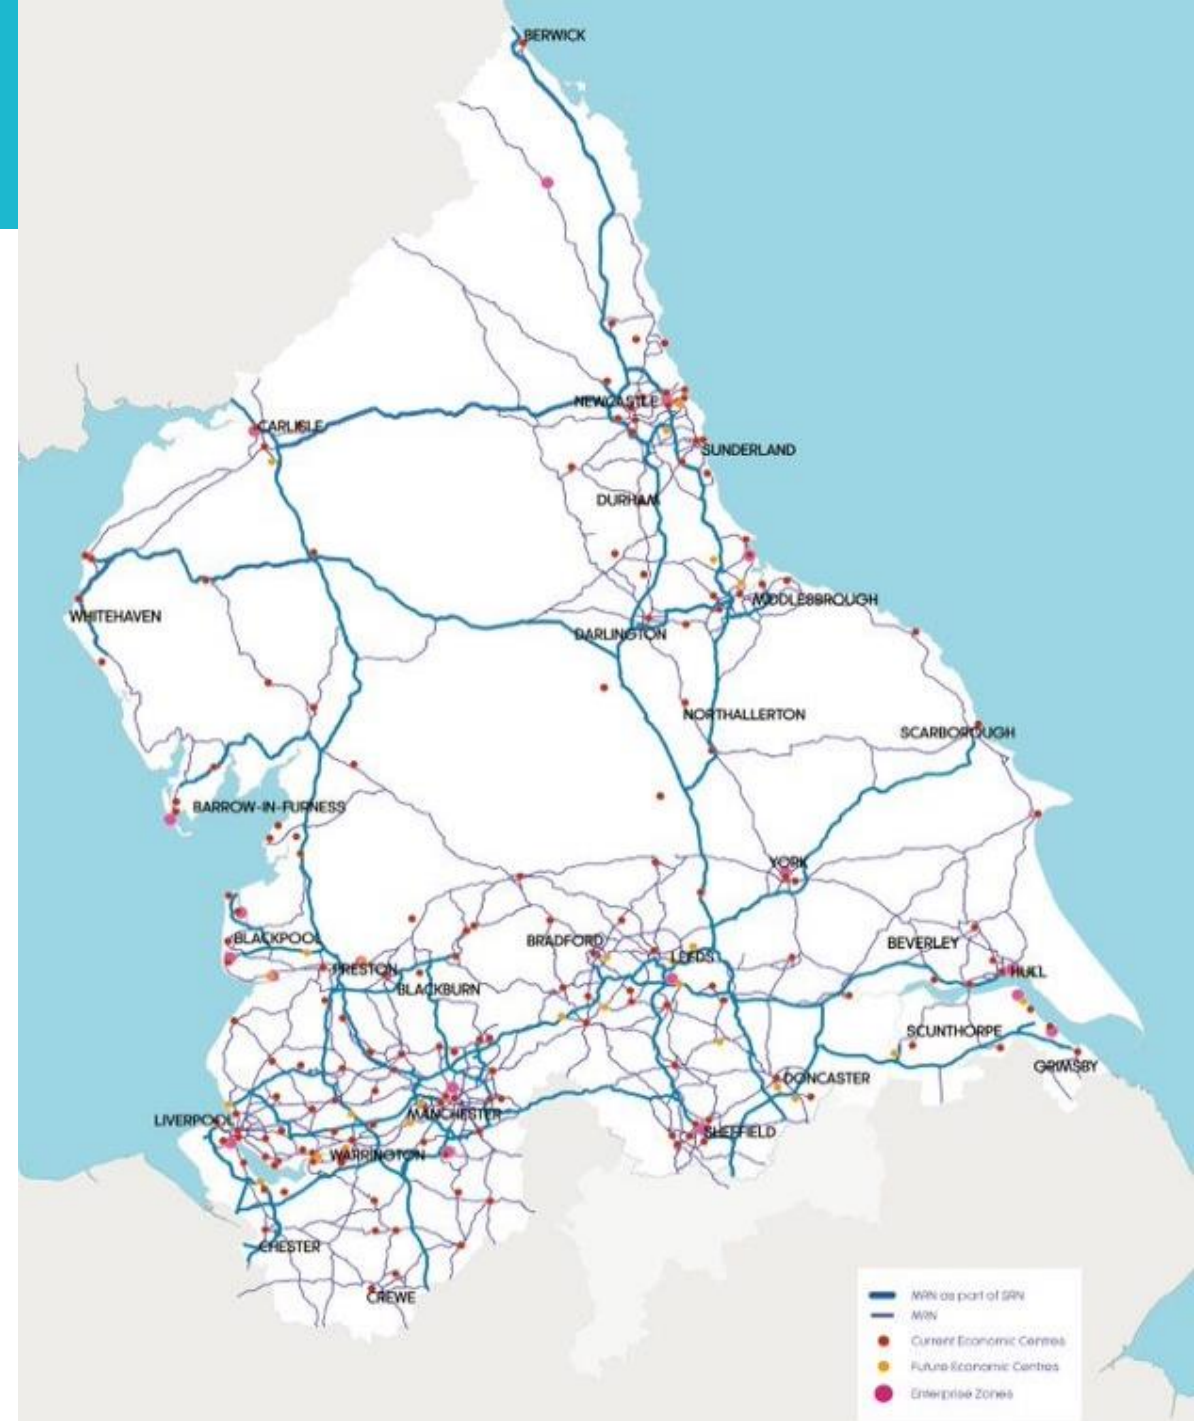 BERWICK
NEWCASTLE
CARLISLE
SUNDERLAND
DURHAM
MIDDLESBROUGH
WHITEHAVEN
DARLINGTON
NORTHALLERTON
SCARBOROUGH
BARROW-IN-FURNESS
YORK
BLACKPOOL
BRADFORD
BEVERLEY
LEEDS
PRESTON
HULL
BLACKBURN
SCUNTHORPE
GRIMSBY
DONCASTER
MANCHESTER
LIVERPOOL
SHEFFIELD
WARRINGTON
CHESTER
CREWE
MRN as part of SRN
MRN
Current Economic Centres
Future Economic Centres
Enterprise Zones